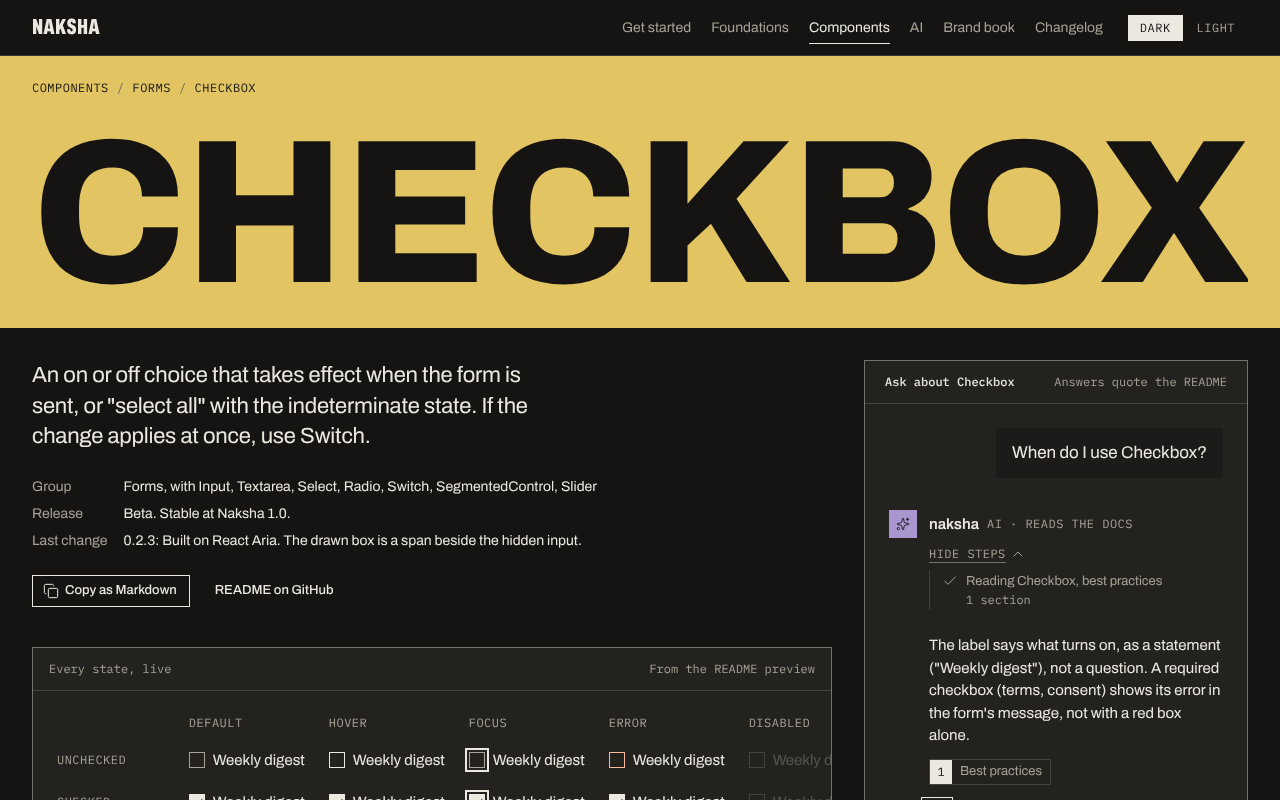 NAKSHA
Get started
Foundations
Components
AI
Brand book
Changelog
DARK
LIGHT
COMPONENTS / FORMS / CHECKBOX
CHECKBOX
An on or off choice that takes effect when the form is
sent, or "select all" with the indeterminate state. If the
change applies at once, use Switch.
Group Forms, with Input, Textarea, Select, Radio, Switch, SegmentedControl, Slider
Release Beta. Stable at Naksha 1.0.
Last change 0.2.3: Built on React Aria. The drawn box is a span beside the hidden input.
Copy as Markdown
README on GitHub
Every state, live
From the README preview
DEFAULT HOVER FOCUS ERROR DISABLED
UNCHECKED Weekly digest Weekly digest Weekly digest Weekly digest Weekly d
Ask about Checkbox
Answers quote the README
When do I use Checkbox?
naksha AI · READS THE DOCS
HIDE STEPS
Reading Checkbox, best practices
1 section
The label says what turns on, as a statement
("Weekly digest"), not a question. A required
checkbox (terms, consent) shows its error in
the form's message, not with a red box
alone.
1 Best practices